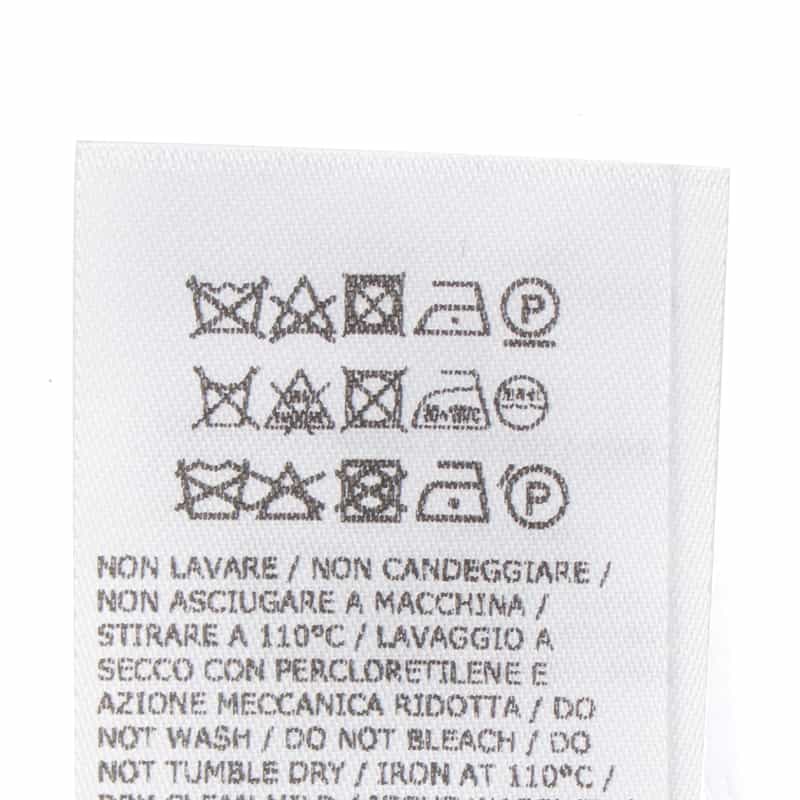 P
P
NON LAVARE / NON CANDEGGIARE /
NON ASCIUGARE A MACCHINA /
STIRARE A 110°C / LAVAGGIO A
SECCO CON PERCLORETILENE E
AZIONE MECCANICA RIDOTTA / DO
NOT WASH / DO NOT BLEACH / DO
NOT TUMBLE DRY / IRON AT 110°C /